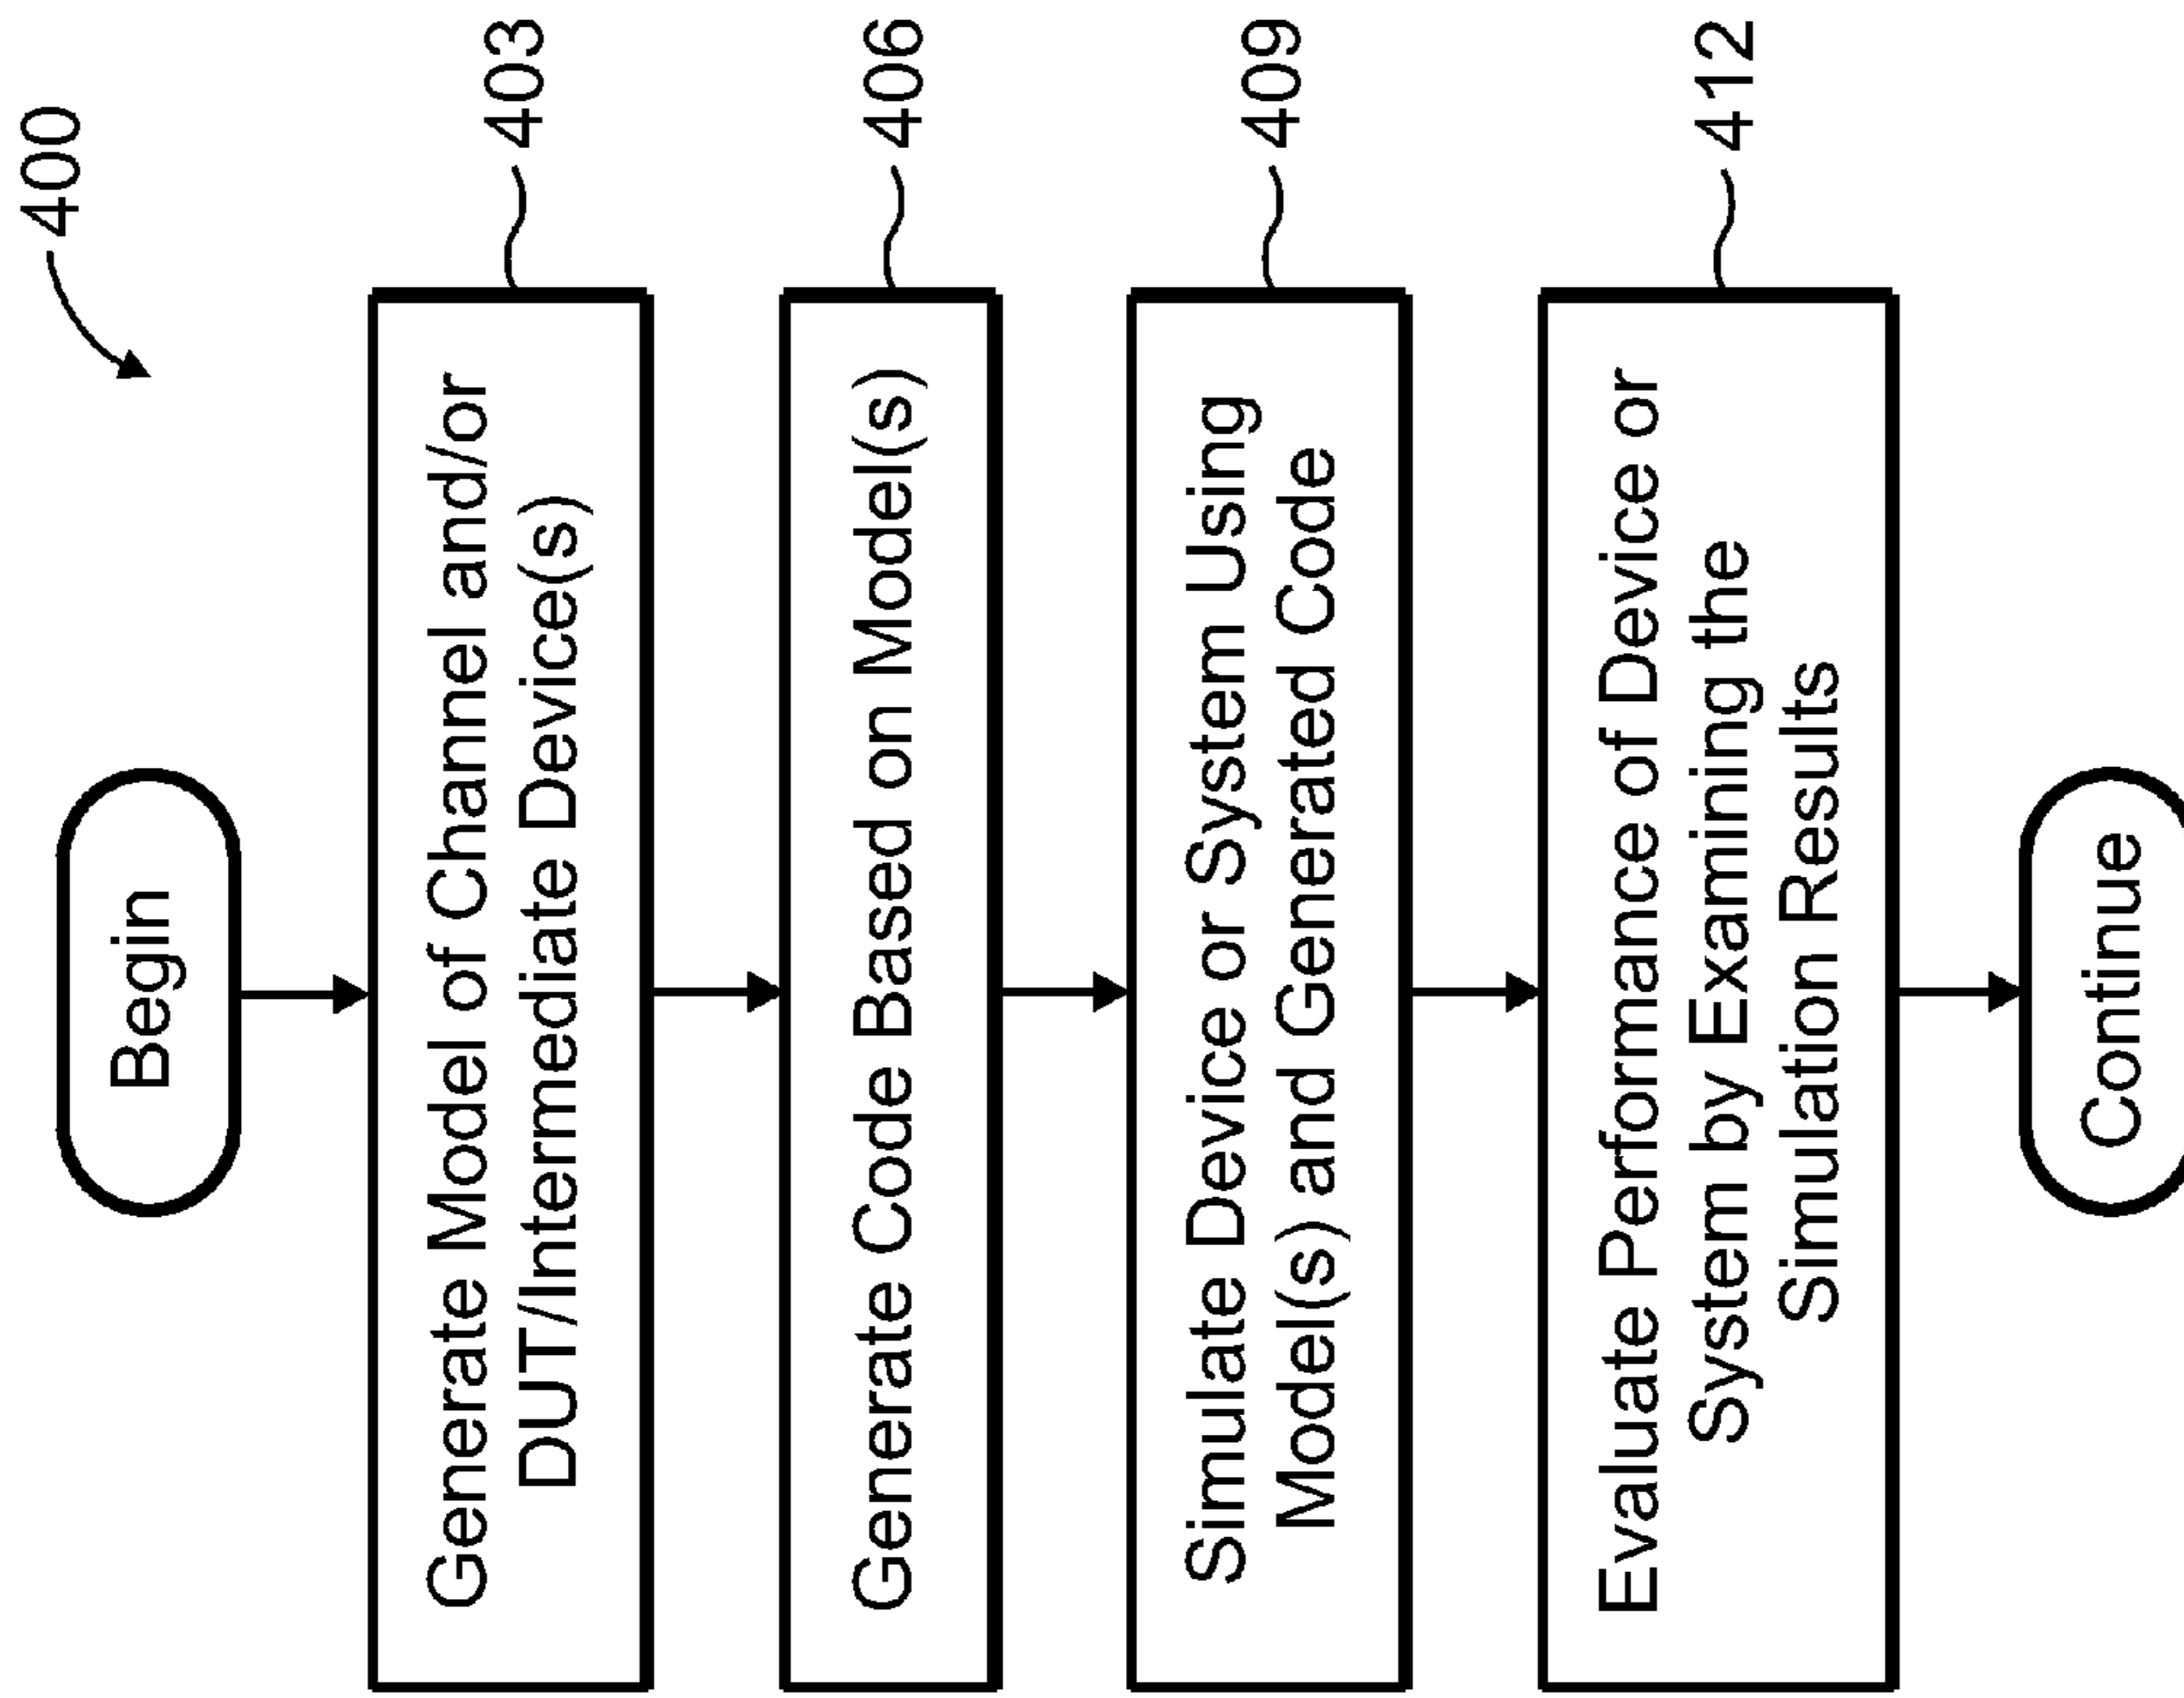 400
Begin
Generate Model of Channel and/or
DUT/Intermediate Device(s)
403
Generate Code Based on Model(s)
406
Simulate Device or System Using
Model(s) and Generated Code
409
Evaluate Performance of Device or
System by Examining the
Simulation Results
412
Continue